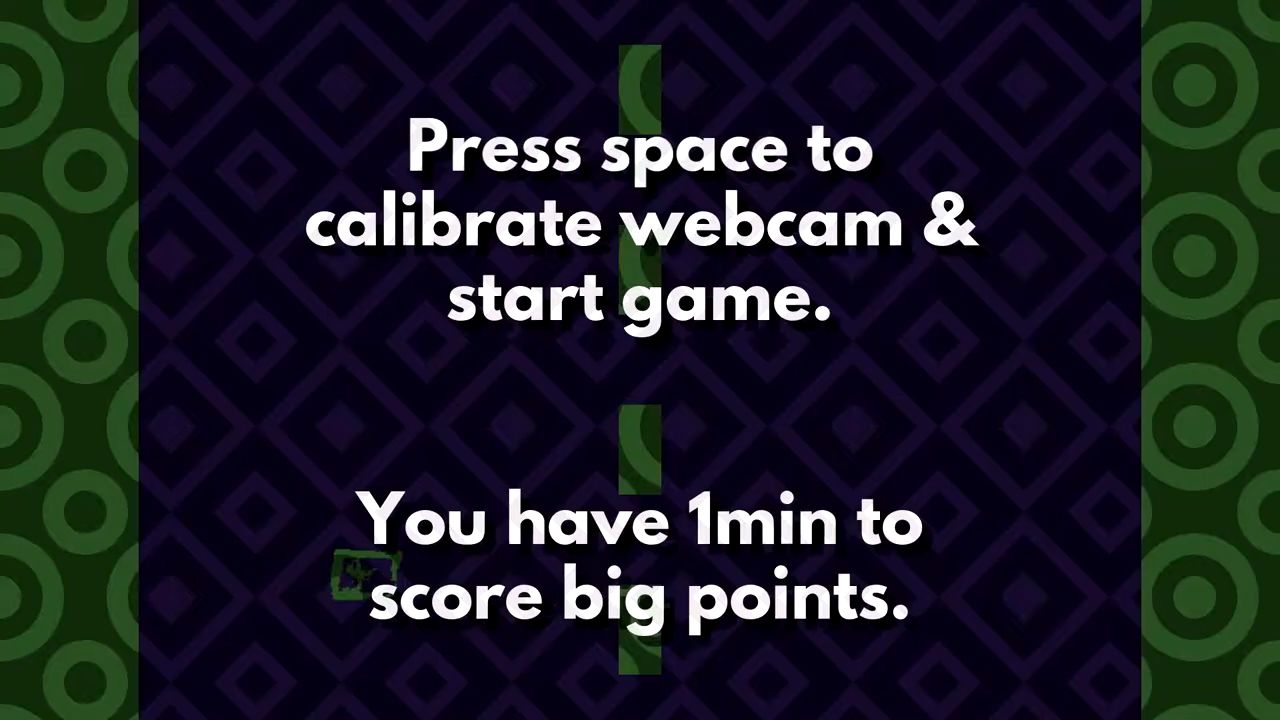 Press space to
calibrate webcam &
start game.
You have 1min to
score big points.